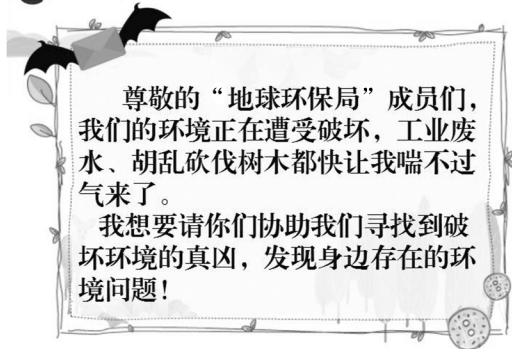 尊敬的“地球环保局”成员们，
我们的环境正在遭受破坏，工业废
水、胡乱砍伐树木都快让我喘不过
气来了。
我想要请你们协助我们寻找到破
坏环境的真凶，发现身边存在的环
境问题！